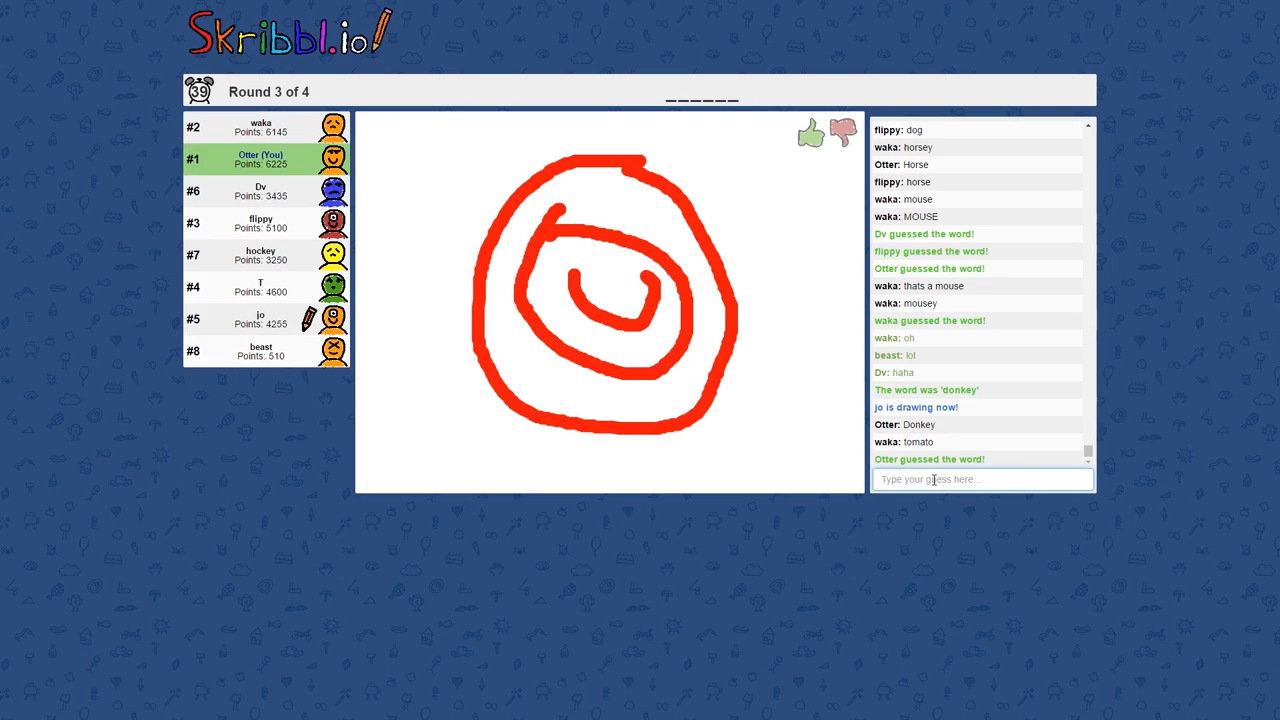 Skribbl.io!
39
Round 3 of 4
______
#2 waka
Points: 6145
#1 Otter (You)
Points: 6225
#6 Dv
Points: 3435
#3 flippy
Points: 5100
#7 hockey
Points: 3250
#4 T
Points: 4600
#5 jo
Points: 4255
#8 beast
Points: 510
flippy: dog
waka: horsey
Otter: Horse
flippy: horse
waka: mouse
waka: MOUSE
Dv guessed the word!
flippy guessed the word!
Otter guessed the word!
waka: thats a mouse
waka: mousey
waka guessed the word!
waka: oh
beast: lol
Dv: haha
The word was 'donkey'
jo is drawing now!
Otter: Donkey
waka: tomato
Otter guessed the word!
Type your guess here...